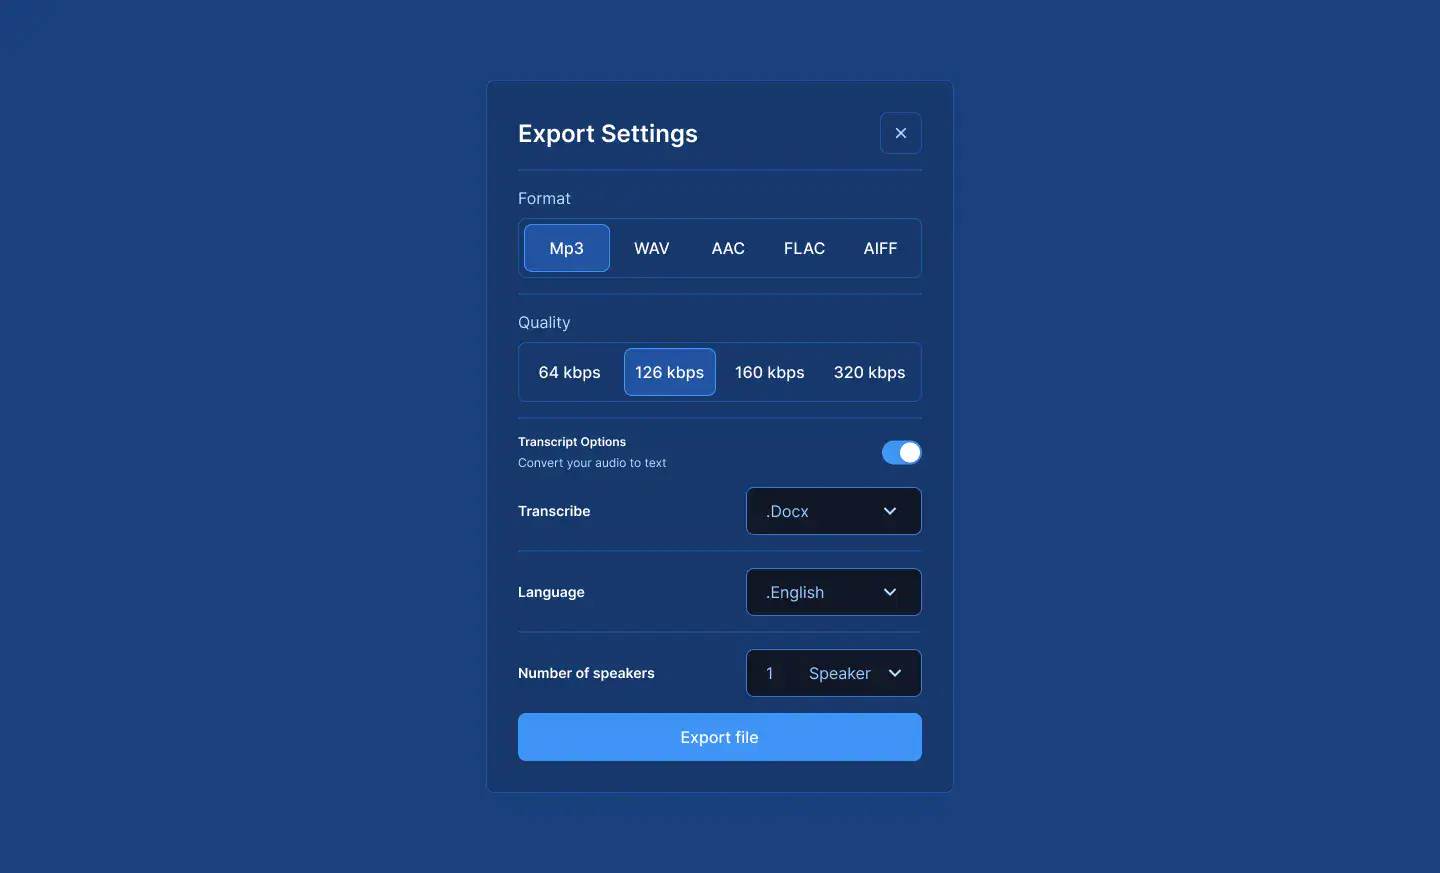 Export Settings
Format
Mp3 WAV AAC FLAC AIFF
Quality
64 kbps 126 kbps 160 kbps 320 kbps
Transcript Options
Convert your audio to text
Transcribe .Docx
Language .English
Number of speakers 1 Speaker
Export file